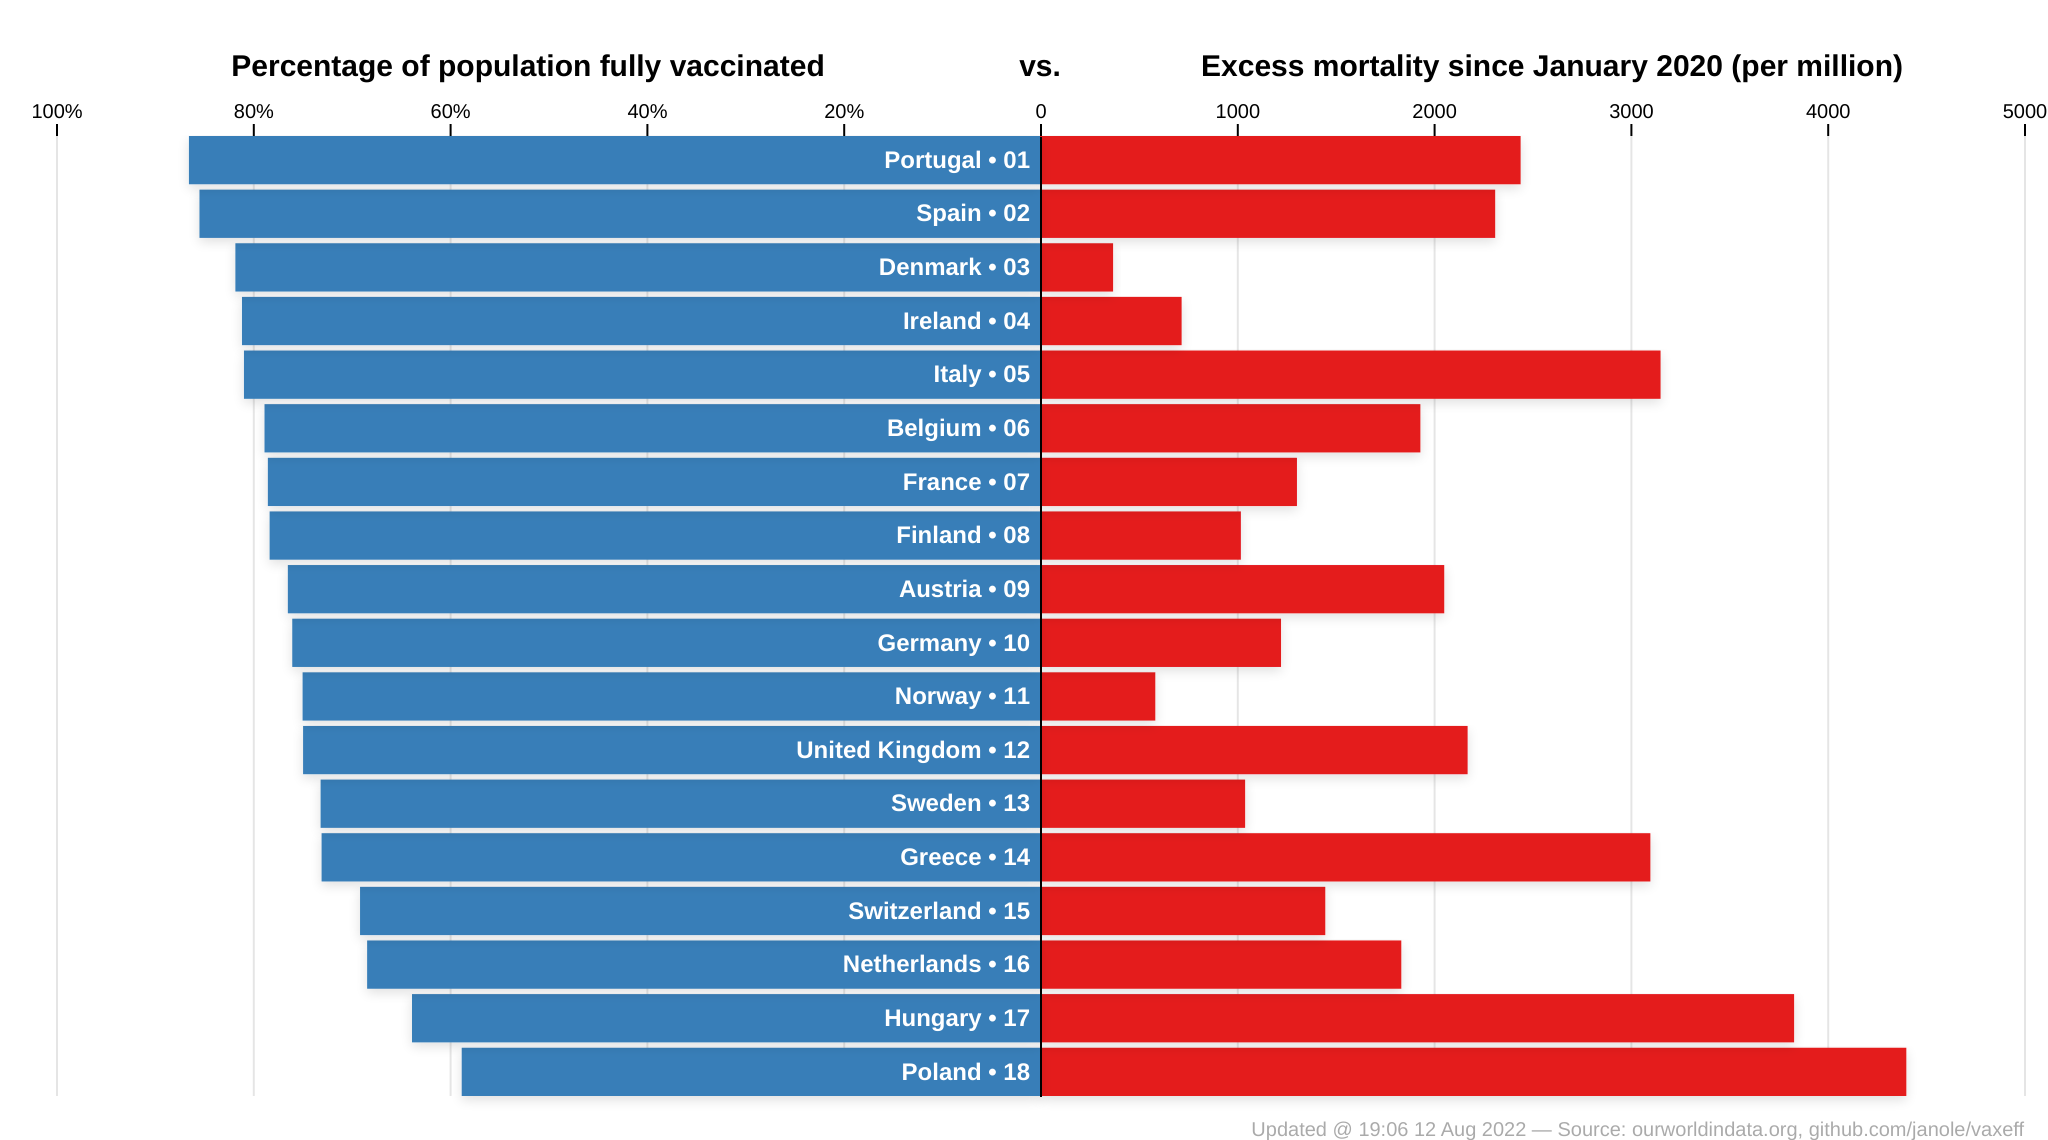 Percentage of population fully vaccinated vs. Excess mortality since January 2020 (per million)
100% 80% 60% 40% 20% 0 1000 2000 3000 4000 5000
Portugal • 01
Spain • 02
Denmark • 03
Ireland • 04
Italy • 05
Belgium • 06
France • 07
Finland • 08
Austria • 09
Germany • 10
Norway • 11
United Kingdom • 12
Sweden • 13
Greece • 14
Switzerland • 15
Netherlands • 16
Hungary • 17
Poland • 18
Updated @ 19:06 12 Aug 2022 — Source: ourworldindata.org, github.com/janole/vaxeff